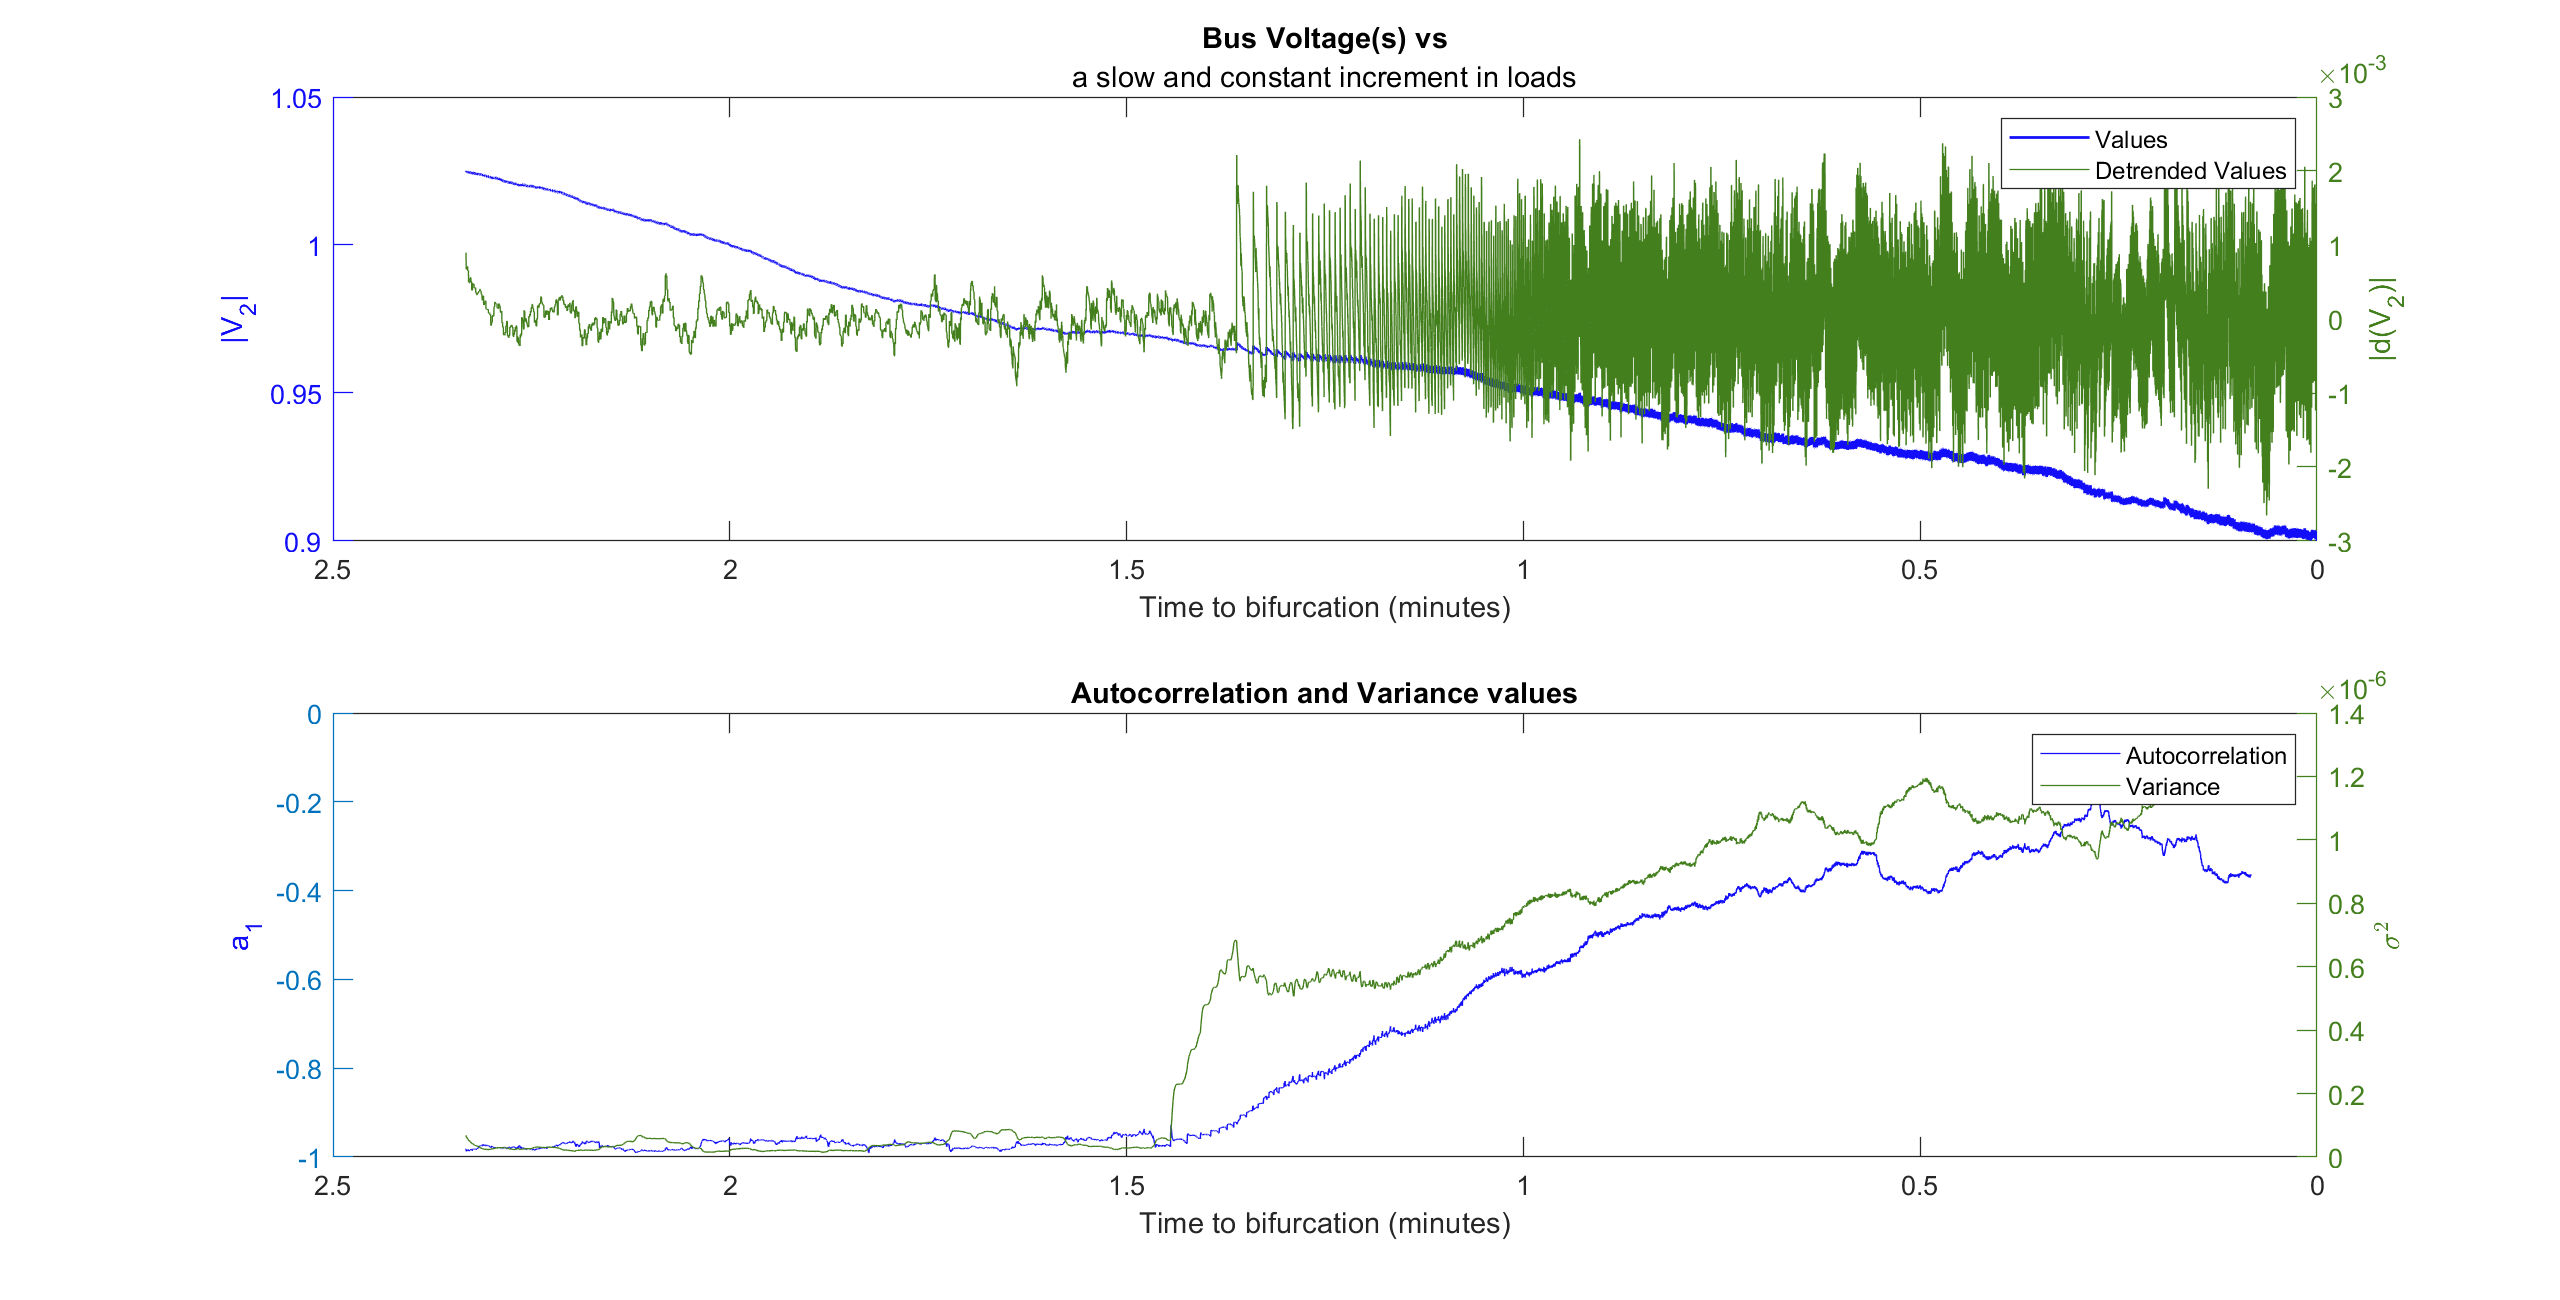 Bus Voltage(s) vs
a slow and constant increment in loads
×10⁻³
1.05
1
0.95
0.9
|V₂|
3
2
1
0
-1
-2
-3
|d(V₂)|
Values
Detrended Values
2.5 2 1.5 1 0.5 0
Time to bifurcation (minutes)
Autocorrelation and Variance values
×10⁻⁶
0
-0.2
-0.4
-0.6
-0.8
-1
a₁
1.4
1.2
1
0.8
0.6
0.4
0.2
0
σ²
Autocorrelation
Variance
2.5 2 1.5 1 0.5 0
Time to bifurcation (minutes)